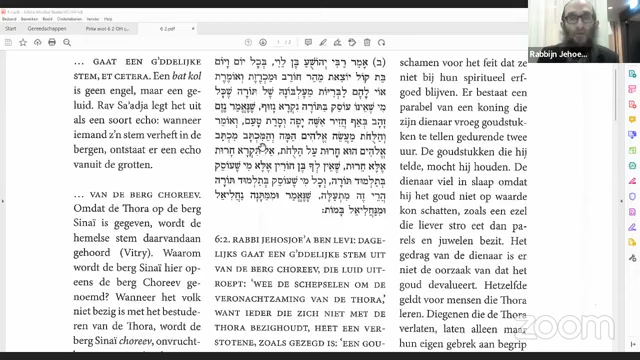 Bestand Bewerken Beeld Ondertekenen Venster Help
Start Gereedschappen
6 2.pdf
... GAAT EEN G'DDELIJKE
STEM, ET CETERA. Een bat kol
is geen engel, maar een ge-
luid. Rav Sa'adja legt het uit
als een soort echo: wanneer
iemand z'n stem verheft in de
bergen, ontstaat er een echo
vanuit de grotten.
... VAN DE BERG CHOREEV.
Omdat de Thora op de berg
Sinaï is gegeven, wordt de
hemelse stem daarvandaan
gehoord (Vitry). Waarom
wordt de berg Sinaï hier op-
eens de berg Choreev ge-
noemd? Wanneer het volk
niet bezig is met het bestude-
ren van de Thora, wordt de
berg Sinaï choreev, onvrucht-
(ב) אָמַר רַבִּי יְהוֹשֻׁעַ בֶּן לֵוִי, בְּכָל יוֹם וָיוֹם
בַּת קוֹל יוֹצֵאת מֵהַר חוֹרֵב וּמַכְרֶזֶת וְאוֹמֶרֶת
אוֹי לָהֶם לַבְּרִיּוֹת מֵעֶלְבּוֹנָהּ שֶׁל תּוֹרָה שֶׁכָּל
מִי שֶׁאֵינוֹ עוֹסֵק בַּתּוֹרָה נִקְרָא נָזוּף, שֶׁנֶּאֱמַר נֶזֶם
זָהָב בְּאַף חֲזִיר אִשָּׁה יָפָה וְסָרַת טָעַם, וְאוֹמֵר
וְהַלֻּחֹת מַעֲשֵׂה אֱלֹהִים הֵמָּה וְהַמִּכְתָּב מִכְתַּב
אֱלֹהִים הוּא חָרוּת עַל הַלֻּחֹת, אַל תִּקְרָא חָרוּת
אֶלָּא חֵרוּת, שֶׁאֵין לְךָ בֶּן חוֹרִין אֶלָּא מִי שֶׁעוֹסֵק
בְּתַלְמוּד תּוֹרָה, וְכָל מִי שֶׁעוֹסֵק בְּתַלְמוּד תּוֹרָה
הֲרֵי זֶה מִתְעַלֶּה, שֶׁנֶּאֱמַר וּמִמַּתָּנָה נַחֲלִיאֵל
וּמִנַּחֲלִיאֵל בָּמוֹת:
6:2. RABBI JEHOSJOE'A BEN LEVI: DAGE-
LIJKS GAAT EEN G'DDELIJKE STEM UIT
VAN DE BERG CHOREEV, DIE LUID UIT-
ROEPT: 'WEE DE SCHEPSELEN OM DE
VERONACHTZAMING VAN DE THORA,'
WANT IEDER DIE ZICH NIET MET DE
THORA BEZIGHOUDT, HEET EEN VER-
STOTENE, ZOALS GEZEGD IS: 'EEN GOU-
schamen voor het feit dat ze
niet bij hun spiritueel erf-
goed blijven. Er bestaat een
parabel van een koning die
zijn dienaar vroeg goudstuk-
ken te tellen gedurende twee
uur. De goudstukken die hij
telde, mocht hij houden. De
dienaar viel in slaap omdat
hij het goud niet op waarde
kon schatten, zoals een ezel
die liever stro eet dan pa-
rels en juwelen bezit. Het
gedrag van de dienaar is er
niet de oorzaak van dat het
goud devalueert. Hetzelfde
geldt voor mensen die Thora
leren. Diegenen die de Thora
verlaten, laten alleen maar
hun eigen gebrek aan begrip
Rabbijn Jehoe...
zoom